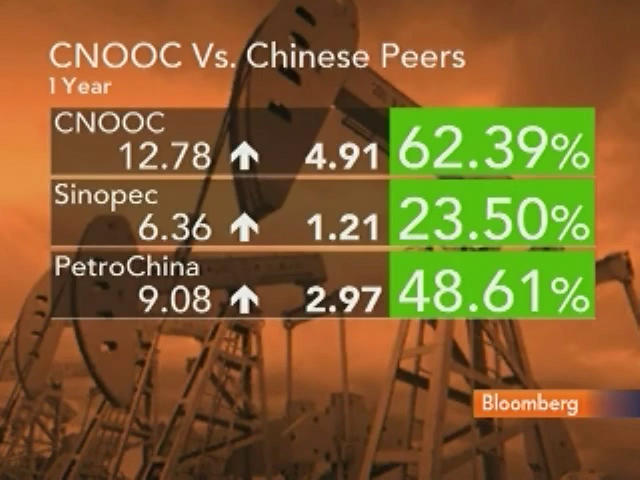 CNOOC Vs. Chinese Peers
1 Year
CNOOC
12.78 ↑ 4.91 62.39%
Sinopec
6.36 ↑ 1.21 23.50%
PetroChina
9.08 ↑ 2.97 48.61%
Bloomberg